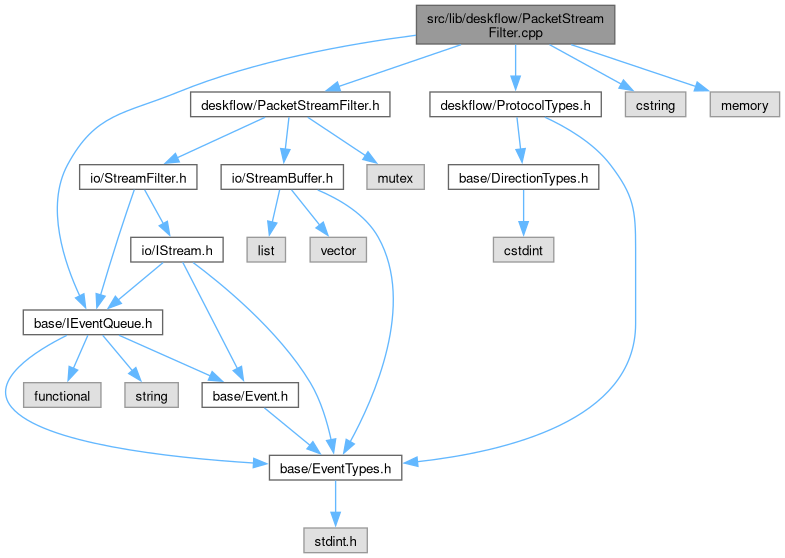 src/lib/deskflow/PacketStream
Filter.cpp
deskflow/PacketStreamFilter.h
deskflow/ProtocolTypes.h
cstring
memory
io/StreamFilter.h
io/StreamBuffer.h
mutex
base/DirectionTypes.h
io/IStream.h
list
vector
cstdint
base/IEventQueue.h
functional
string
base/Event.h
base/EventTypes.h
stdint.h